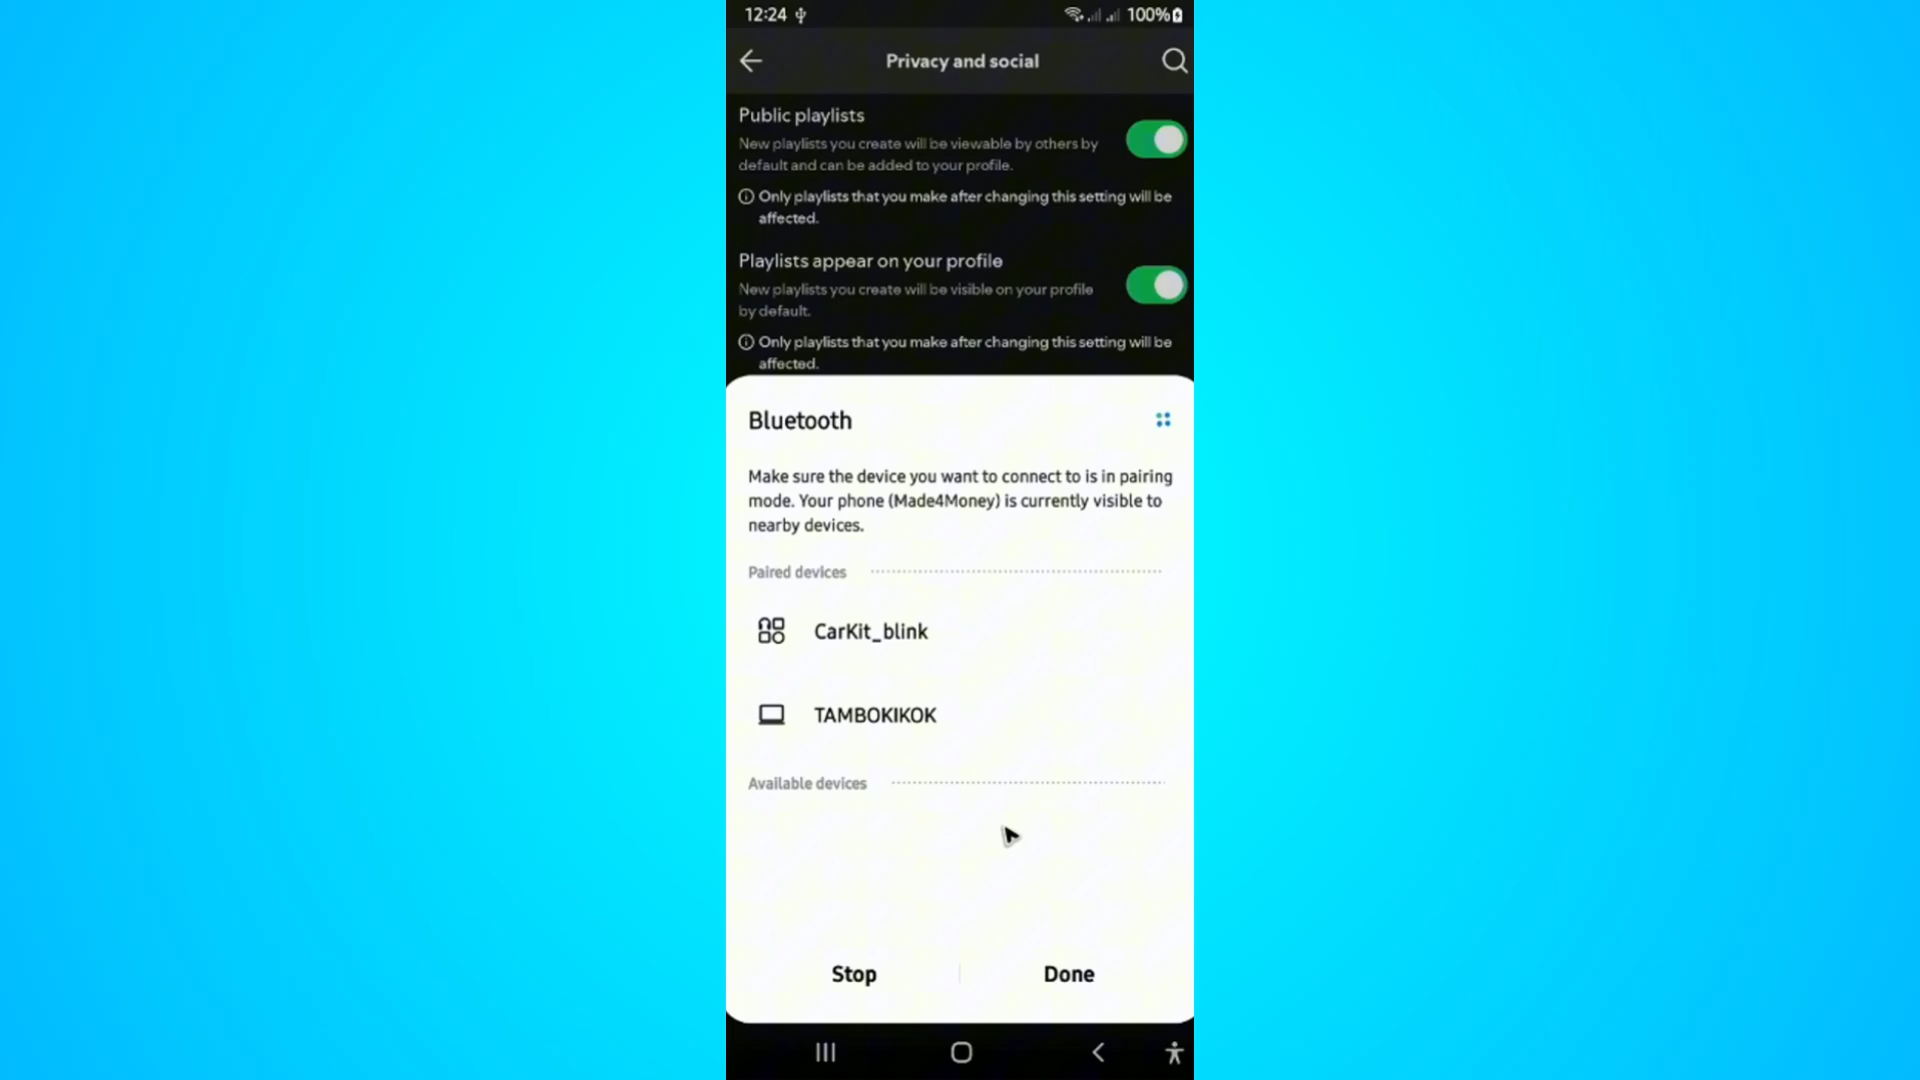 12:24 100%
Privacy and social
Public playlists
New playlists you create will be viewable by others by
default and can be added to your profile.
Only playlists that you make after changing this setting will be
affected.
Playlists appear on your profile
New playlists you create will be visible on your profile
by default.
Only playlists that you make after changing this setting will be
affected.
Bluetooth
Make sure the device you want to connect to is in pairing
mode. Your phone (Made4Money) is currently visible to
nearby devices.
Paired devices
CarKit_blink
TAMBOKIKOK
Available devices
Stop Done